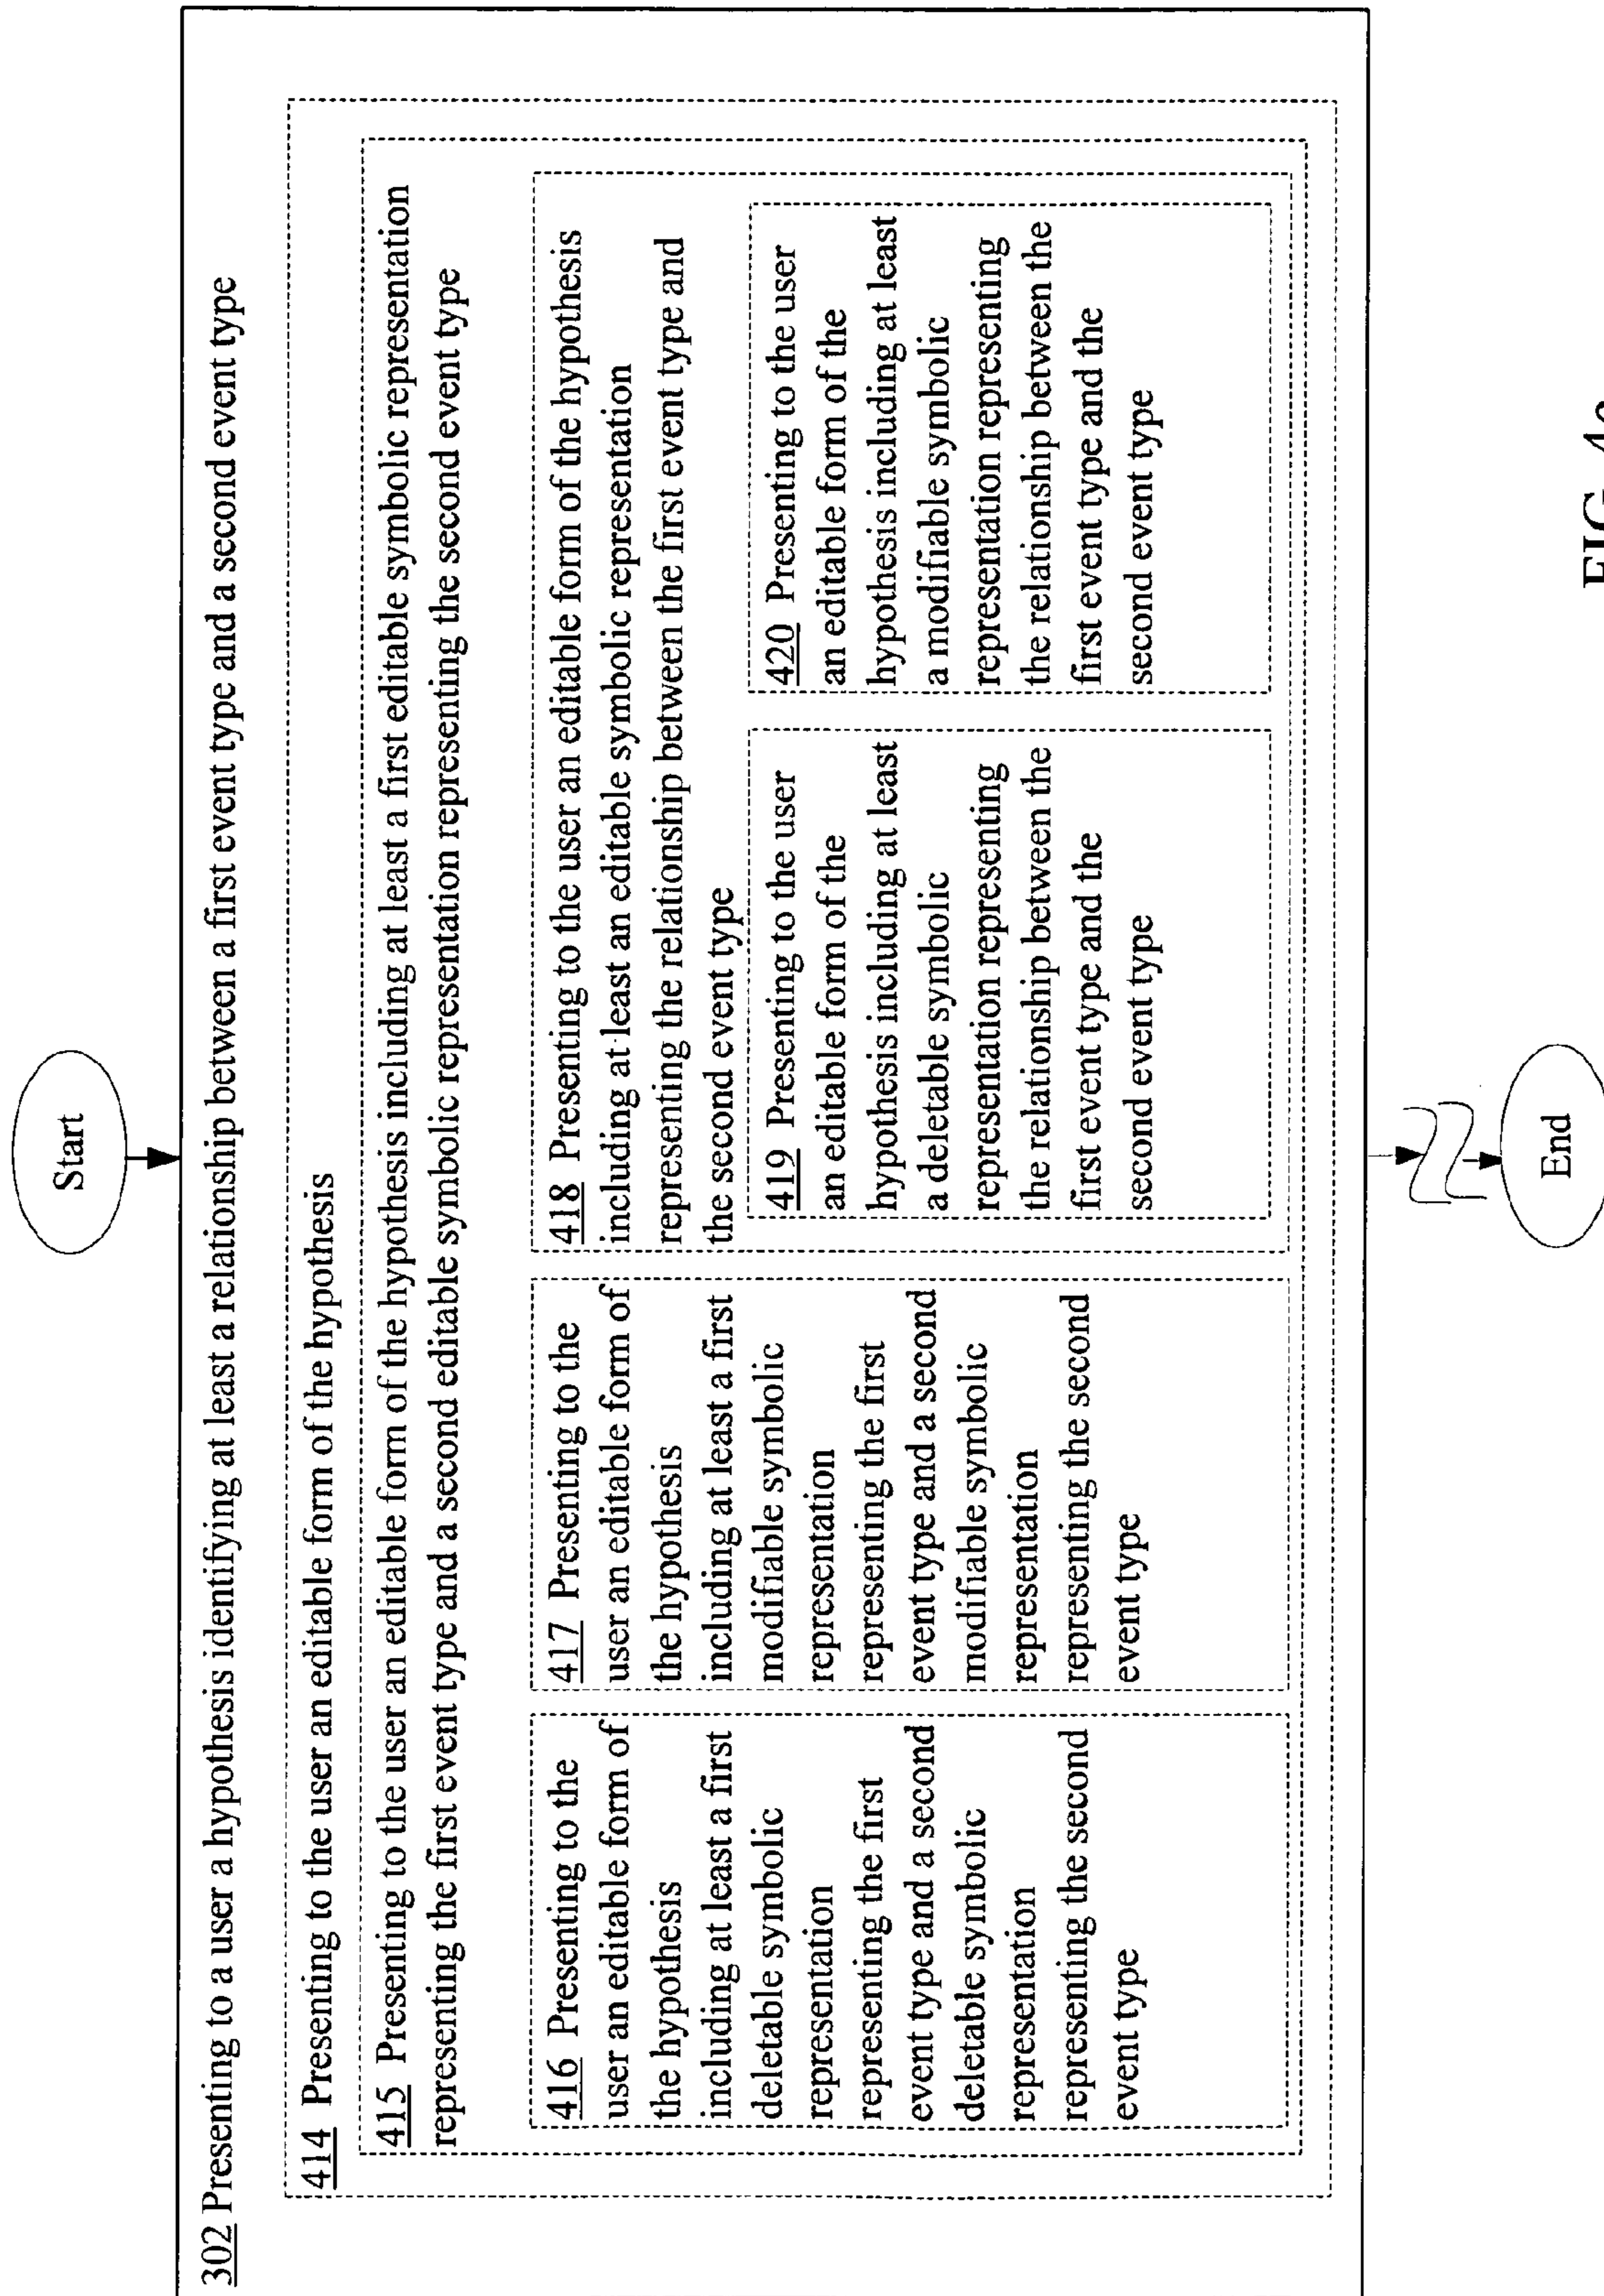 Start
302 Presenting to a user a hypothesis identifying at least a relationship between a first event type and a second event type
414 Presenting to the user an editable form of the hypothesis
415 Presenting to the user an editable form of the hypothesis including at least a first editable symbolic representation
representing the first event type and a second editable symbolic representation representing the second event type
416 Presenting to the
user an editable form of
the hypothesis
including at least a first
deletable symbolic
representation
representing the first
event type and a second
deletable symbolic
representation
representing the second
event type
417 Presenting to the
user an editable form of
the hypothesis
including at least a first
modifiable symbolic
representation
representing the first
event type and a second
modifiable symbolic
representation
representing the second
event type
418 Presenting to the user an editable form of the hypothesis
including at least an editable symbolic representation
representing the relationship between the first event type and
the second event type
419 Presenting to the user
an editable form of the
hypothesis including at least
a deletable symbolic
representation representing
the relationship between the
first event type and the
second event type
420 Presenting to the user
an editable form of the
hypothesis including at least
a modifiable symbolic
representation representing
the relationship between the
first event type and the
second event type
End
FIG.